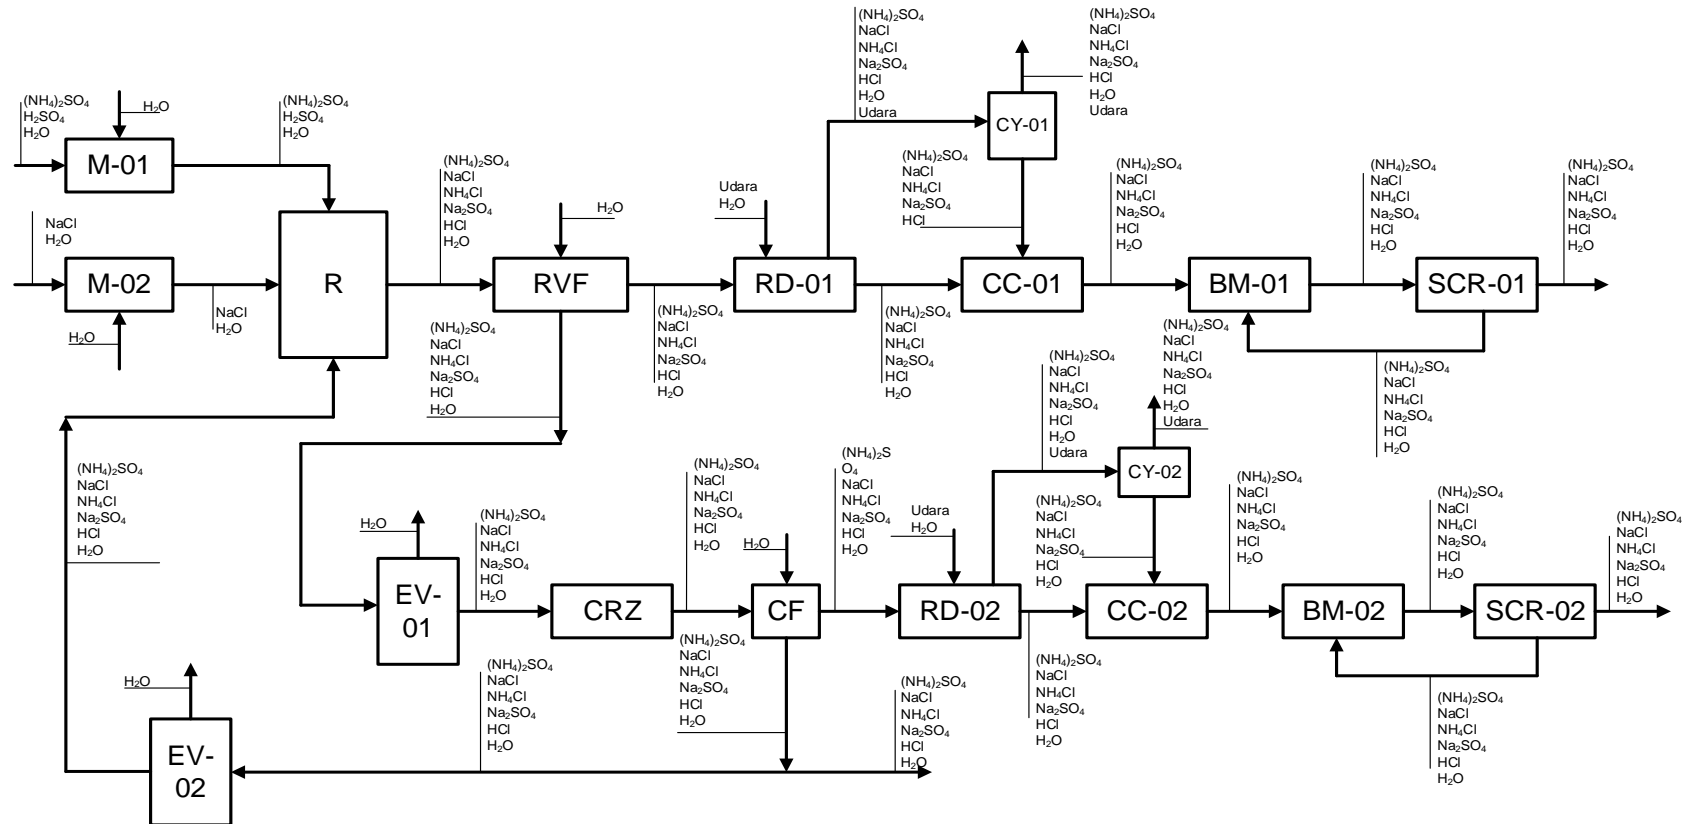 (NH₄)₂SO₄
H₂SO₄
H₂O
H₂O
(NH₄)₂SO₄
H₂SO₄
H₂O
M-01
NaCl
H₂O
M-02
H₂O
NaCl
H₂O
R
(NH₄)₂SO₄
NaCl
NH₄Cl
Na₂SO₄
HCl
H₂O
H₂O
RVF
(NH₄)₂SO₄
NaCl
NH₄Cl
Na₂SO₄
HCl
H₂O
(NH₄)₂SO₄
NaCl
NH₄Cl
Na₂SO₄
HCl
H₂O
Udara
H₂O
RD-01
(NH₄)₂SO₄
NaCl
NH₄Cl
Na₂SO₄
HCl
H₂O
Udara
CY-01
(NH₄)₂SO₄
NaCl
NH₄Cl
Na₂SO₄
HCl
H₂O
Udara
(NH₄)₂SO₄
NaCl
NH₄Cl
Na₂SO₄
HCl
(NH₄)₂SO₄
NaCl
NH₄Cl
Na₂SO₄
HCl
H₂O
CC-01
(NH₄)₂SO₄
NaCl
NH₄Cl
Na₂SO₄
HCl
H₂O
BM-01
(NH₄)₂SO₄
NaCl
NH₄Cl
Na₂SO₄
HCl
H₂O
SCR-01
(NH₄)₂SO₄
NaCl
NH₄Cl
Na₂SO₄
HCl
H₂O
(NH₄)₂SO₄
NaCl
NH₄Cl
Na₂SO₄
HCl
H₂O
(NH₄)₂SO₄
NaCl
NH₄Cl
Na₂SO₄
HCl
H₂O
H₂O
EV-
01
(NH₄)₂SO₄
NaCl
NH₄Cl
Na₂SO₄
HCl
H₂O
CRZ
(NH₄)₂SO₄
NaCl
NH₄Cl
Na₂SO₄
HCl
H₂O
H₂O
CF
(NH₄)₂S
O₄
NaCl
NH₄Cl
Na₂SO₄
HCl
H₂O
Udara
H₂O
RD-02
(NH₄)₂SO₄
NaCl
NH₄Cl
Na₂SO₄
HCl
H₂O
Udara
CY-02
(NH₄)₂SO₄
NaCl
NH₄Cl
Na₂SO₄
HCl
H₂O
Udara
(NH₄)₂SO₄
NaCl
NH₄Cl
Na₂SO₄
HCl
H₂O
CC-02
(NH₄)₂SO₄
NaCl
NH₄Cl
Na₂SO₄
HCl
H₂O
BM-02
(NH₄)₂SO₄
NaCl
NH₄Cl
Na₂SO₄
HCl
H₂O
SCR-02
(NH₄)₂SO₄
NaCl
NH₄Cl
Na₂SO₄
HCl
H₂O
H₂O
EV-
02
(NH₄)₂SO₄
NaCl
NH₄Cl
Na₂SO₄
HCl
H₂O
(NH₄)₂SO₄
NaCl
NH₄Cl
Na₂SO₄
HCl
H₂O
(NH₄)₂SO₄
NaCl
NH₄Cl
Na₂SO₄
HCl
H₂O
(NH₄)₂SO₄
NaCl
NH₄Cl
Na₂SO₄
HCl
H₂O
(NH₄)₂SO₄
NaCl
NH₄Cl
Na₂SO₄
HCl
H₂O